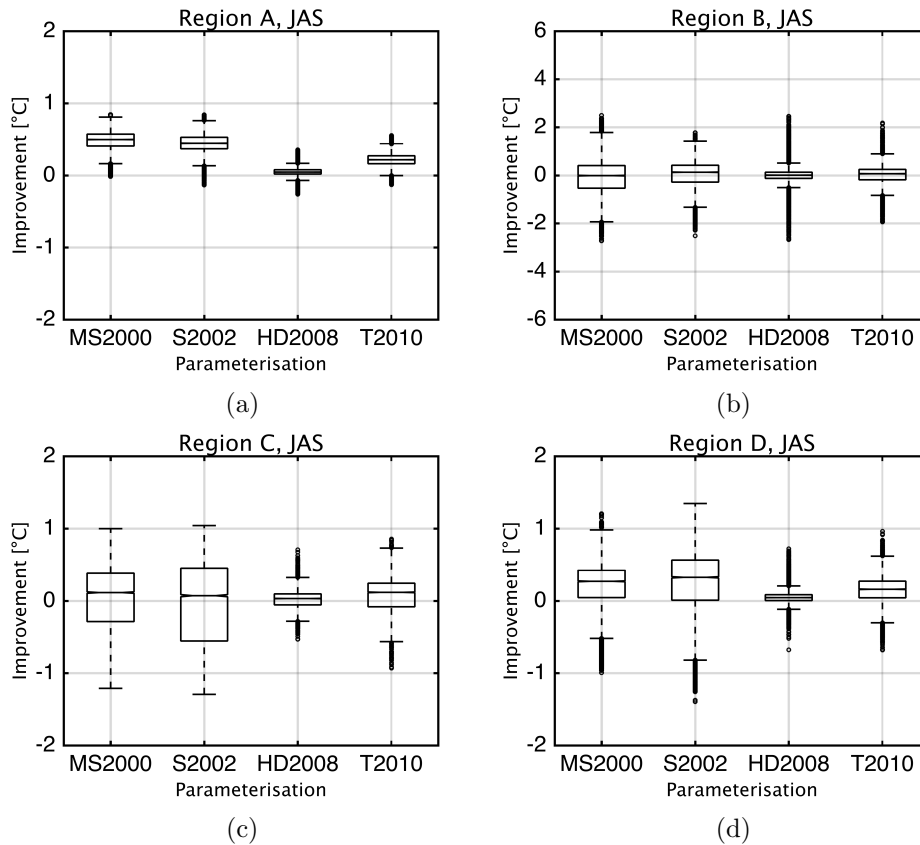 Region A, JAS
2
1
0
-1
-2
Improvement [°C]
MS2000 S2002 HD2008 T2010
Parameterisation
(a)
Region B, JAS
6
4
2
0
-2
-4
-6
Improvement [°C]
MS2000 S2002 HD2008 T2010
Parameterisation
(b)
Region C, JAS
2
1
0
-1
-2
Improvement [°C]
MS2000 S2002 HD2008 T2010
Parameterisation
(c)
Region D, JAS
2
1
0
-1
-2
Improvement [°C]
MS2000 S2002 HD2008 T2010
Parameterisation
(d)